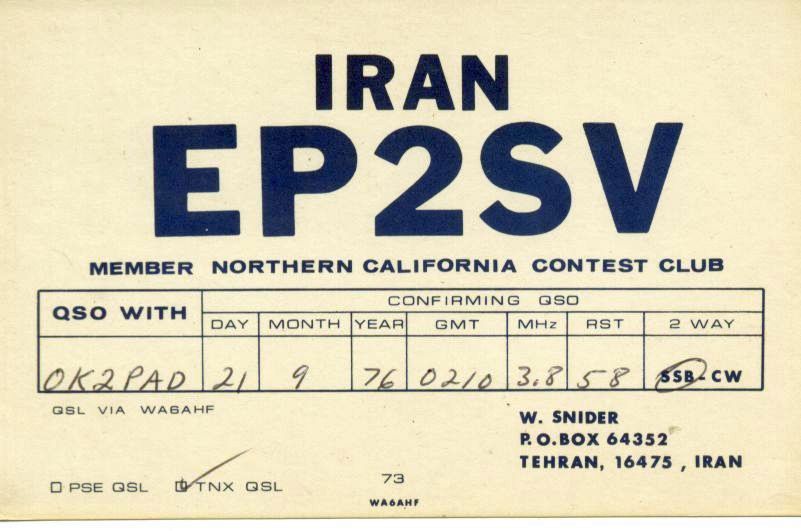 IRAN
EP2SV
MEMBER NORTHERN CALIFORNIA CONTEST CLUB
QSO WITH
CONFIRMING QSO
DAY MONTH YEAR GMT MHz RST 2 WAY
OK2PAD 21 9 76 0210 3.8 58 SSB-CW
QSL VIA WA6AHF
W. SNIDER
P.O.BOX 64352
TEHRAN, 16475 , IRAN
PSE QSL TNX QSL
73
WA6AHF